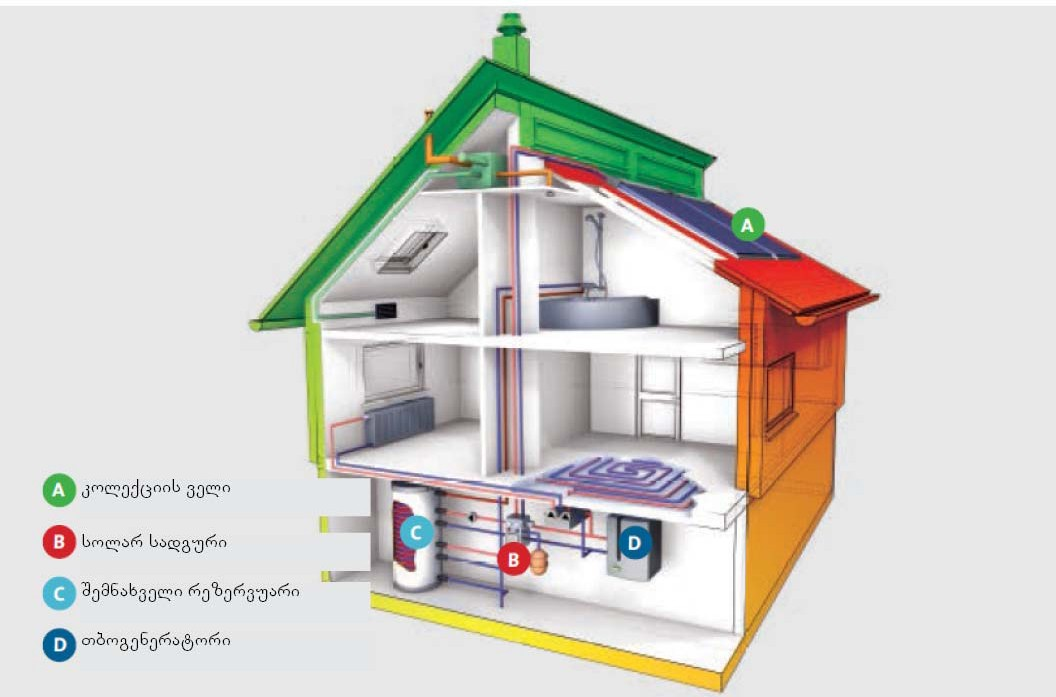 A
C
B
D
A კოლექციის ველი
B სოლარ სადგური
C შემნახველი რეზერვუარი
D თბოგენერატორი